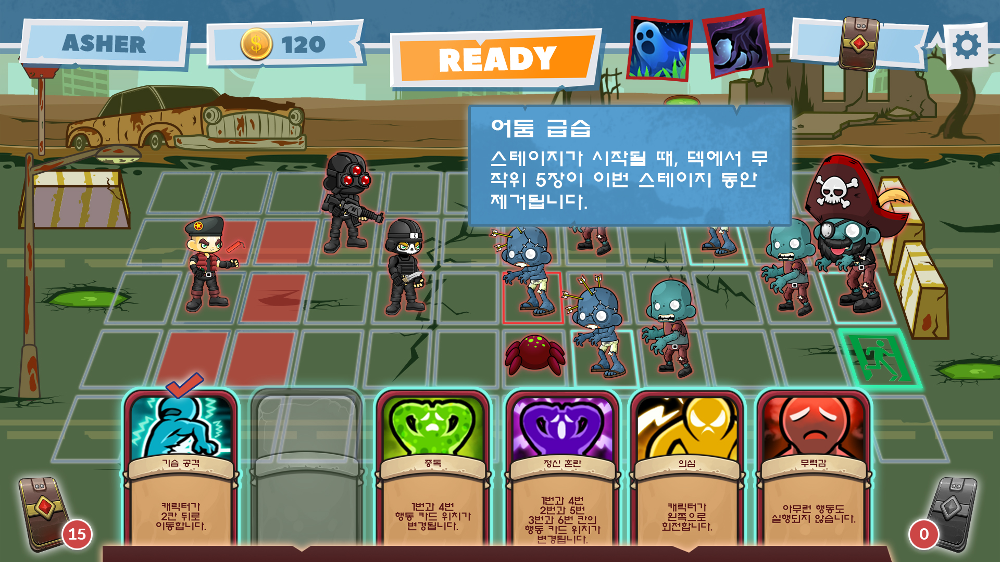 ASHER
120
READY
어둠 급습
스테이지가 시작될 때, 덱에서 무
작위 5장이 이번 스테이지 동안
제거됩니다.
기습 공격
캐릭터가
2칸 뒤로
이동합니다.
중독
1번과 4번
행동 카드 위치가
변경됩니다.
정신 혼란
1번과 4번
2번과 5번
3번과 6번 칸의
행동 카드 위치가
변경됩니다.
의심
캐릭터가
왼쪽으로
회전합니다.
무력감
아무런 행동도
실행되지 않습니다.
15
0